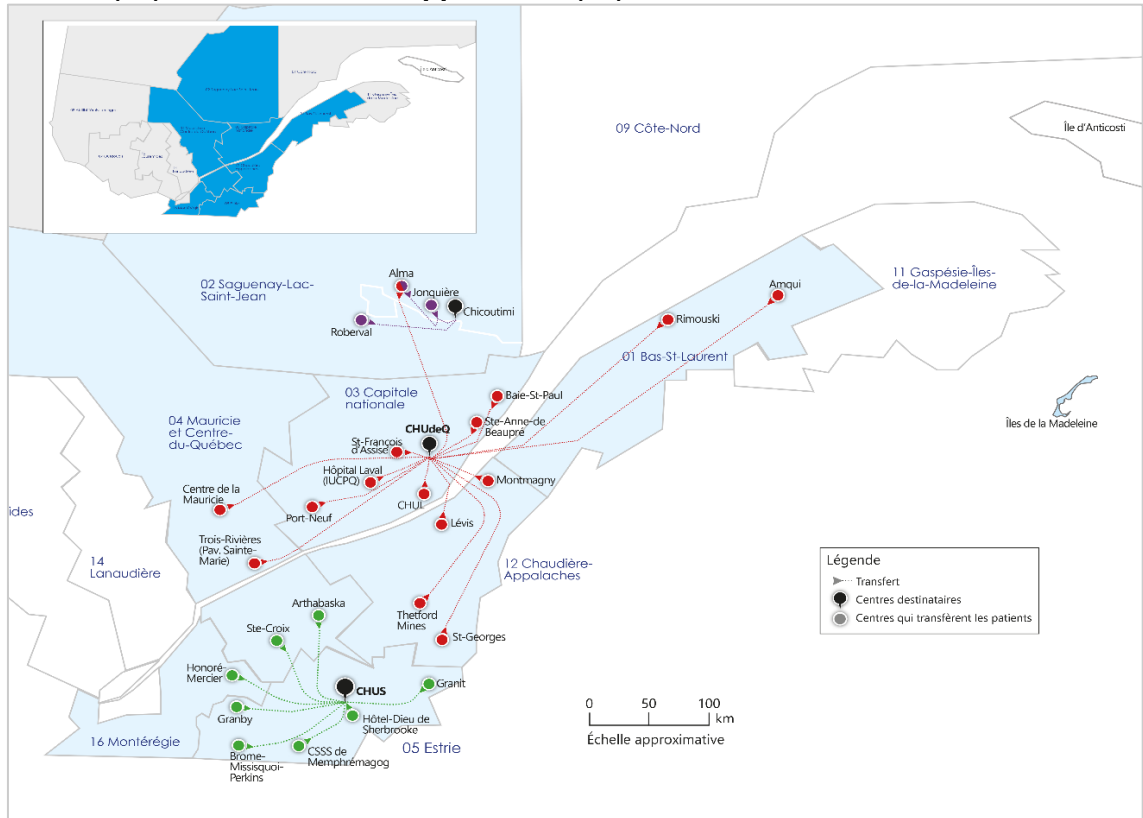 09 Côte-Nord
Île d'Anticosti
02 Saguenay-Lac-
Saint-Jean
Alma
Jonquière
Chicoutimi
Roberval
Amqui
11 Gaspésie-Îles-
de-la-Madeleine
Rimouski
01 Bas-St-Laurent
Îles de la Madeleine
03 Capitale
nationale
Baie-St-Paul
04 Mauricie
et Centre-
du-Québec
CHUdeQ
Ste-Anne-de
Beaupré
St-François
d'Assise
Hôpital Laval
(IUCPQ)
Montmagny
Centre de la
Mauricie
CHUL
Port-Neuf
Lévis
ides
Trois-Rivières
(Pav. Sainte-
Marie)
14
Lanaudière
12 Chaudière-
Appalaches
Légende
Transfert
Centres destinataires
Centres qui transfèrent les patients
Arthabaska
Thetford
Mines
Ste-Croix
St-Georges
Honoré-
Mercier
CHUS
Granit
Granby
Hôtel-Dieu de
Sherbrooke
16 Montérégie
05 Estrie
Brome-
Missisquoi-
Perkins
CSSS de
Memphrémagog
0 50 100
km
Échelle approximative